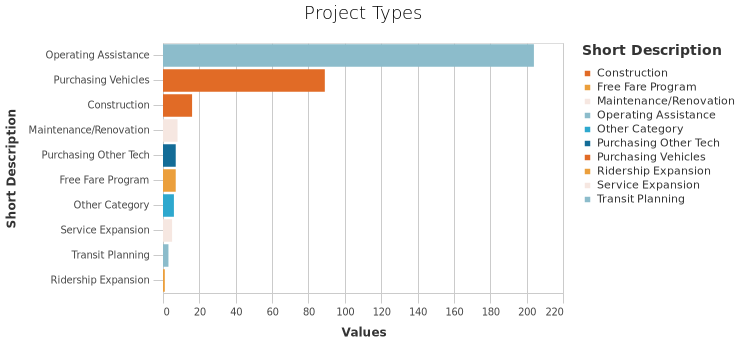 Project Types
Short Description
Operating Assistance
Purchasing Vehicles
Construction
Maintenance/Renovation
Purchasing Other Tech
Free Fare Program
Other Category
Service Expansion
Transit Planning
Ridership Expansion
0 20 40 60 80 100 120 140 160 180 200 220
Values
Short Description
Construction
Free Fare Program
Maintenance/Renovation
Operating Assistance
Other Category
Purchasing Other Tech
Purchasing Vehicles
Ridership Expansion
Service Expansion
Transit Planning